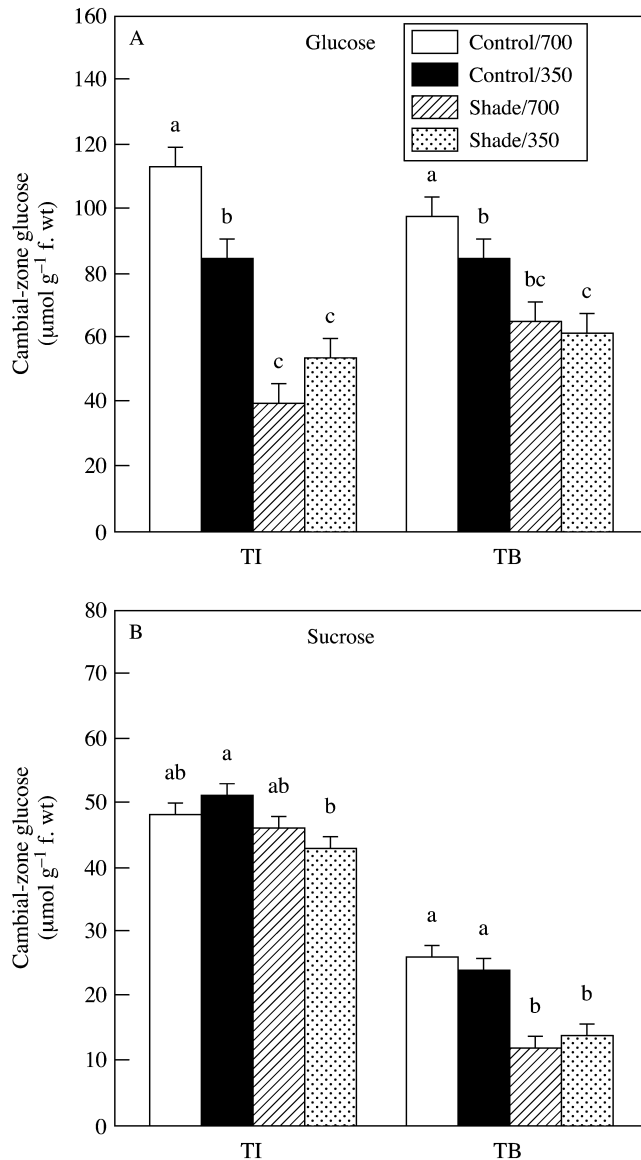 A
Glucose
Control/700
Control/350
Shade/700
Shade/350
160
140
120
100
80
60
40
20
0
Cambial-zone glucose
(μmol g⁻¹ f. wt)
a
b
c
c
a
b
bc
c
TI
TB
B
Sucrose
80
70
60
50
40
30
20
10
0
Cambial-zone glucose
(μmol g⁻¹ f. wt)
ab
a
ab
b
a
a
b
b
TI
TB